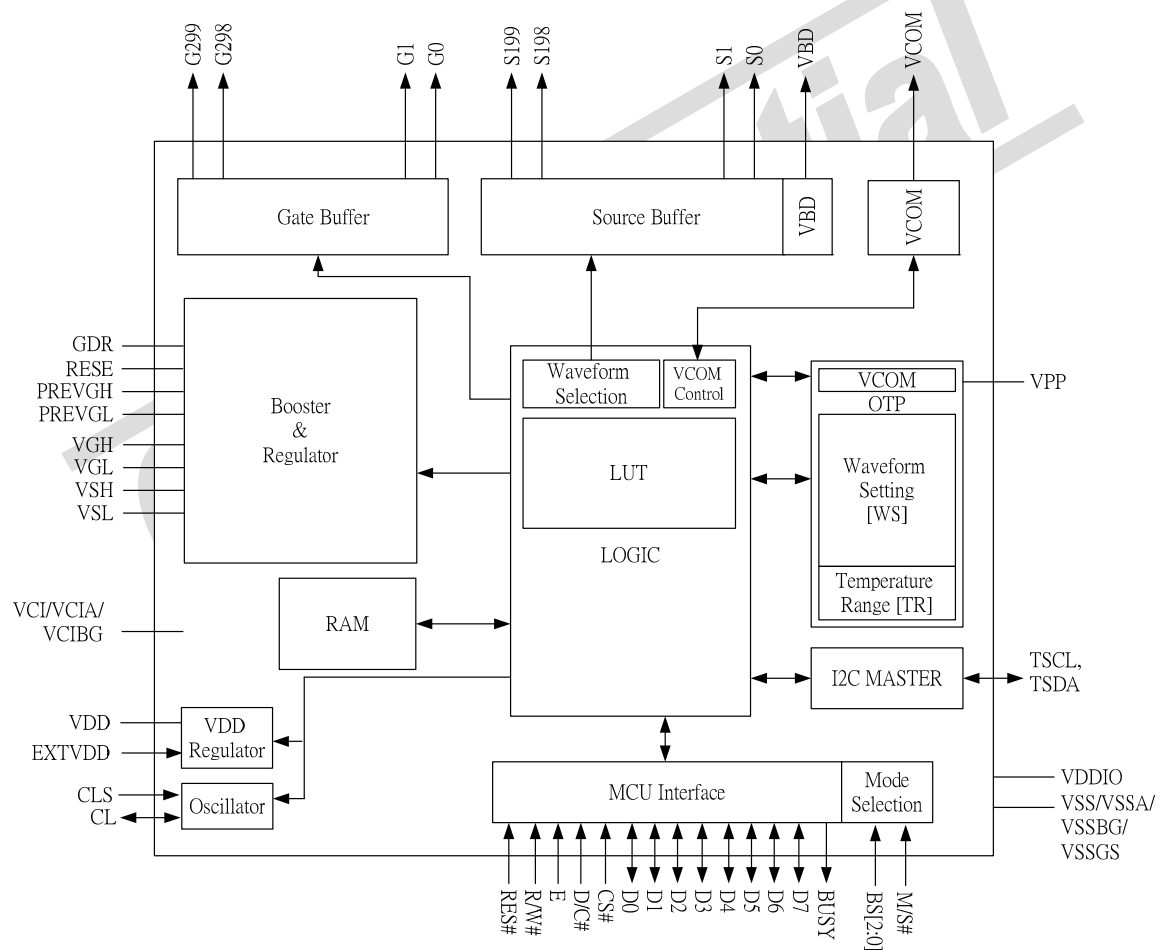 G299
G298
G1
G0
S199
S198
S1
S0
VBD
VCOM
Gate Buffer
Source Buffer
VBD
VCOM
GDR
RESE
PREVGH
PREVGL
VGH
VGL
VSH
VSL
Booster
&
Regulator
Waveform
Selection
VCOM
Control
LUT
LOGIC
VCOM
OTP
Waveform
Setting
[WS]
Temperature
Range [TR]
VPP
VCI/VCIA/
VCIBG
RAM
I2C MASTER
TSCL,
TSDA
VDD
EXTVDD
VDD
Regulator
CLS
CL
Oscillator
MCU Interface
Mode
Selection
VDDIO
VSS/VSSA/
VSSBG/
VSSGS
RES#
R/W#
E
D/C#
CS#
D0
D1
D2
D3
D4
D5
D6
D7
BUSY
BS[2:0]
M/S#